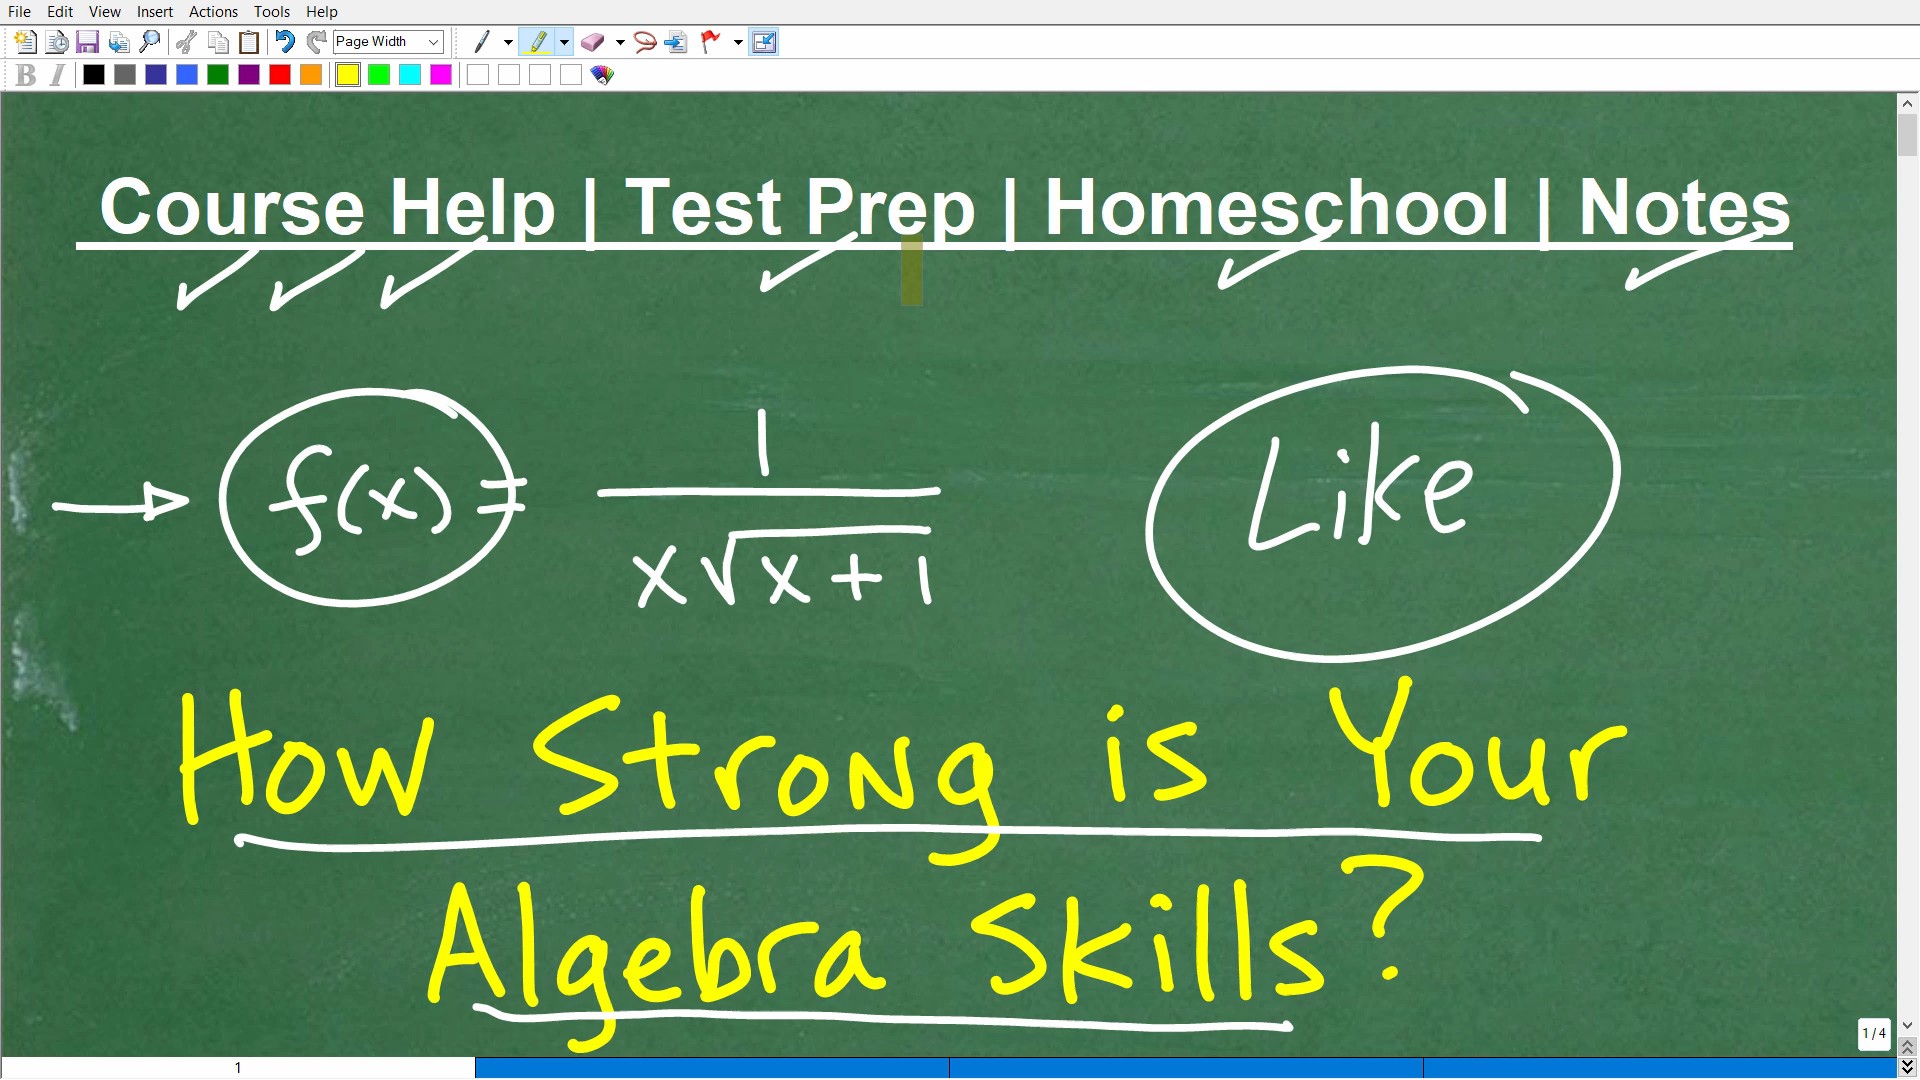 File Edit View Insert Actions Tools Help
Page Width
B I
Course Help | Test Prep | Homeschool | Notes
f(x) = 1 / x√x+1
Like
How Strong is Your
Algebra Skills?
1 / 4
1